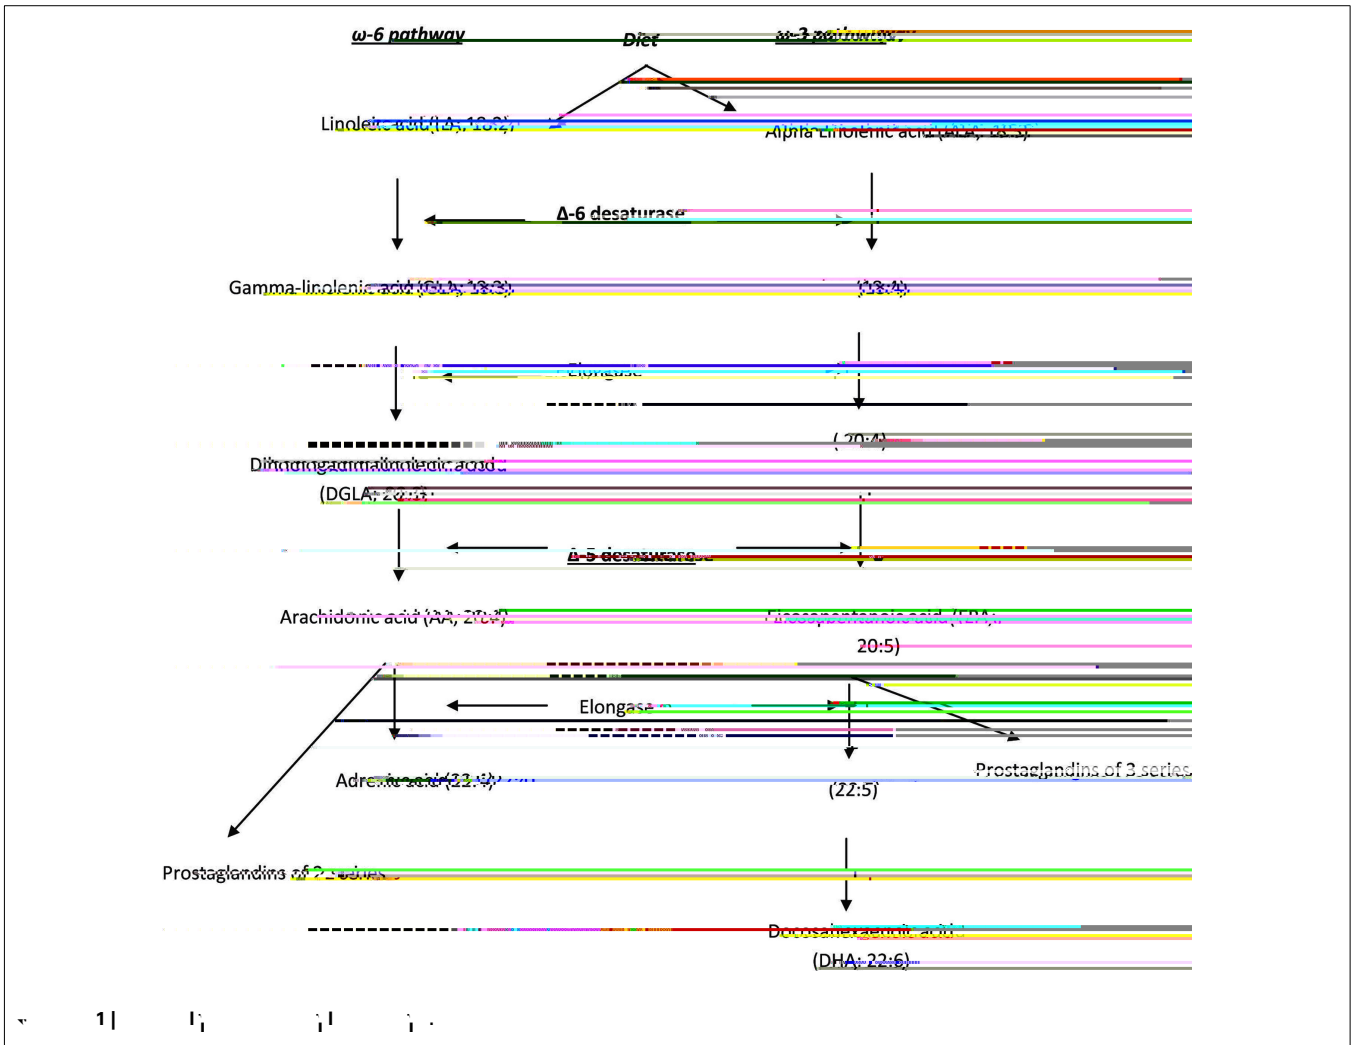 ω-6 pathway
Diet
ω-3 pathway
Linoleic acid (LA; 18:2)
Alpha Linolenic acid (ALA; 18:3)
Δ-6 desaturase
Gamma-linolenic acid (GLA; 18:3)
(18:4)
Elongase
(20:4)
(DGLA; 20:3)
Δ-5 desaturase
Arachidonic acid (AA; 20:4)
acid (EPA;
20:5)
Elongase
Adrenic acid (22:4)
Prostaglandins of 3 series
(22:5)
Prostaglandins of 2 series
Docosahexaenoic acid
(DHA; 22:6)
1 |